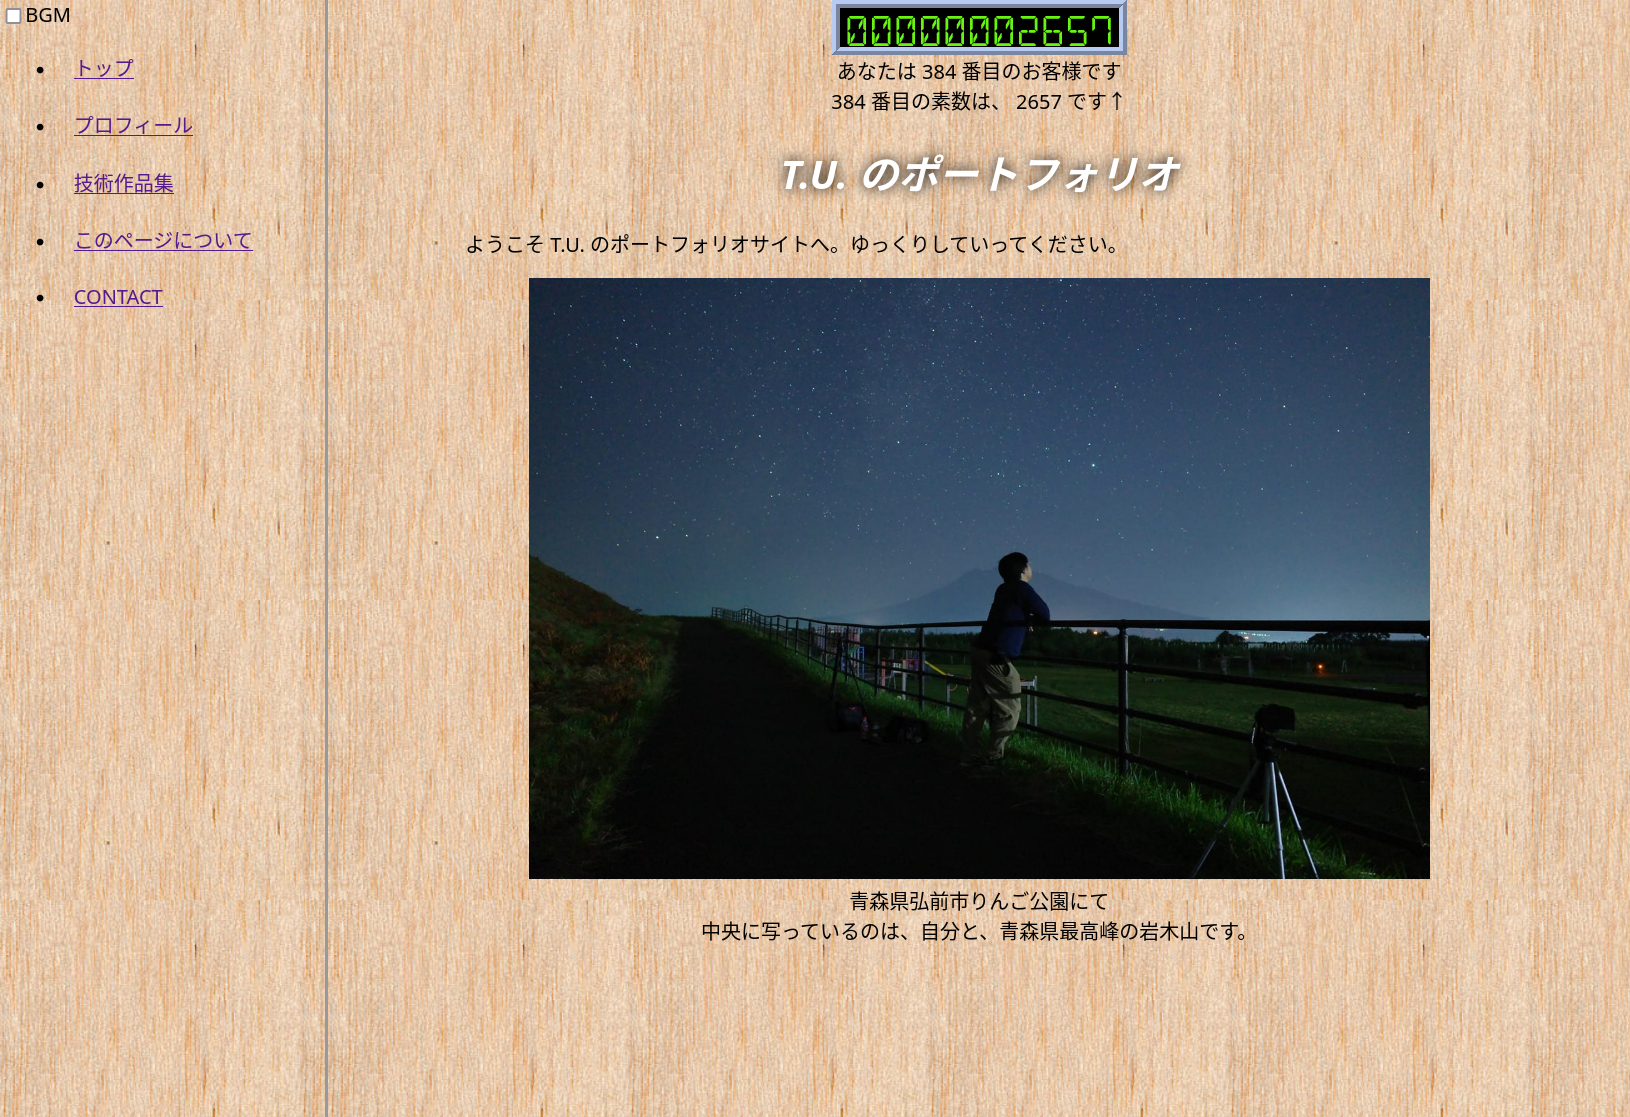 BGM
トップ
プロフィール
技術作品集
このページについて
CONTACT
00000002657
あなたは 384 番目のお客様です
384 番目の素数は、 2657 です↑
T.U. のポートフォリオ
ようこそ T.U. のポートフォリオサイトへ。ゆっくりしていってください。
青森県弘前市りんご公園にて
中央に写っているのは、自分と、青森県最高峰の岩木山です。